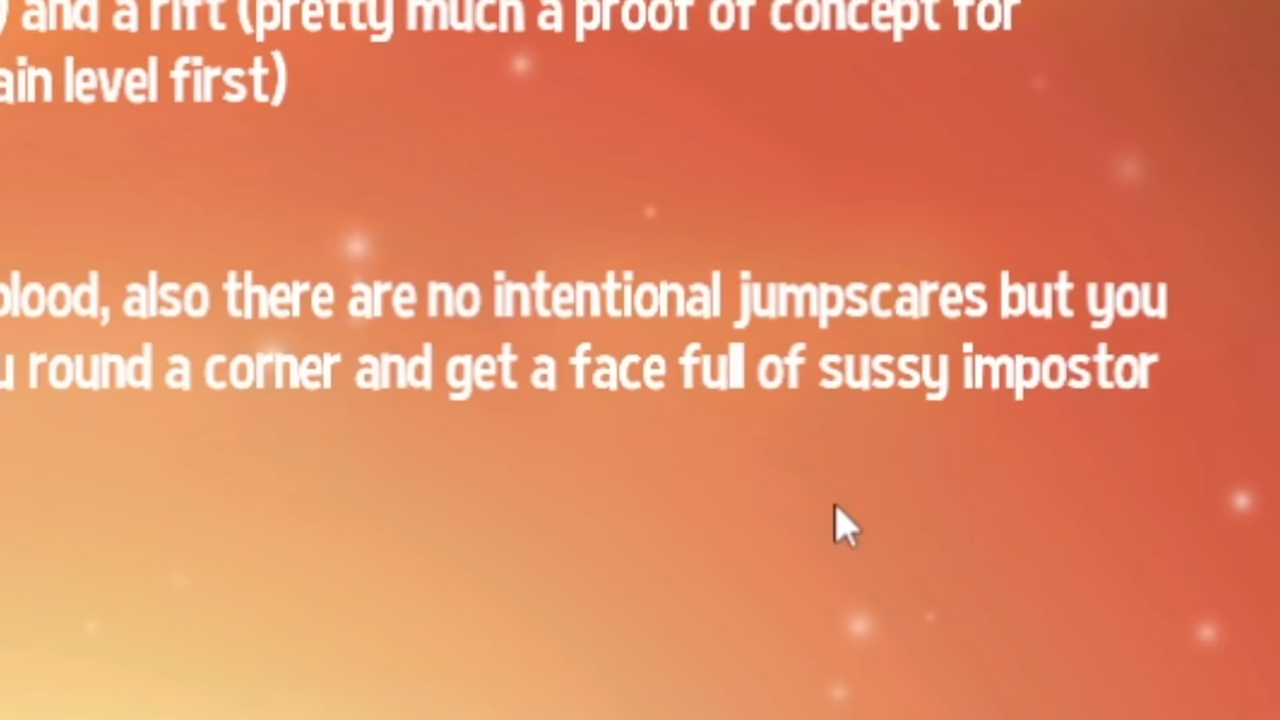 ) and a rift (pretty much a proof of concept for
ain level first)
blood, also there are no intentional jumpscares but you
u round a corner and get a face full of sussy impostor